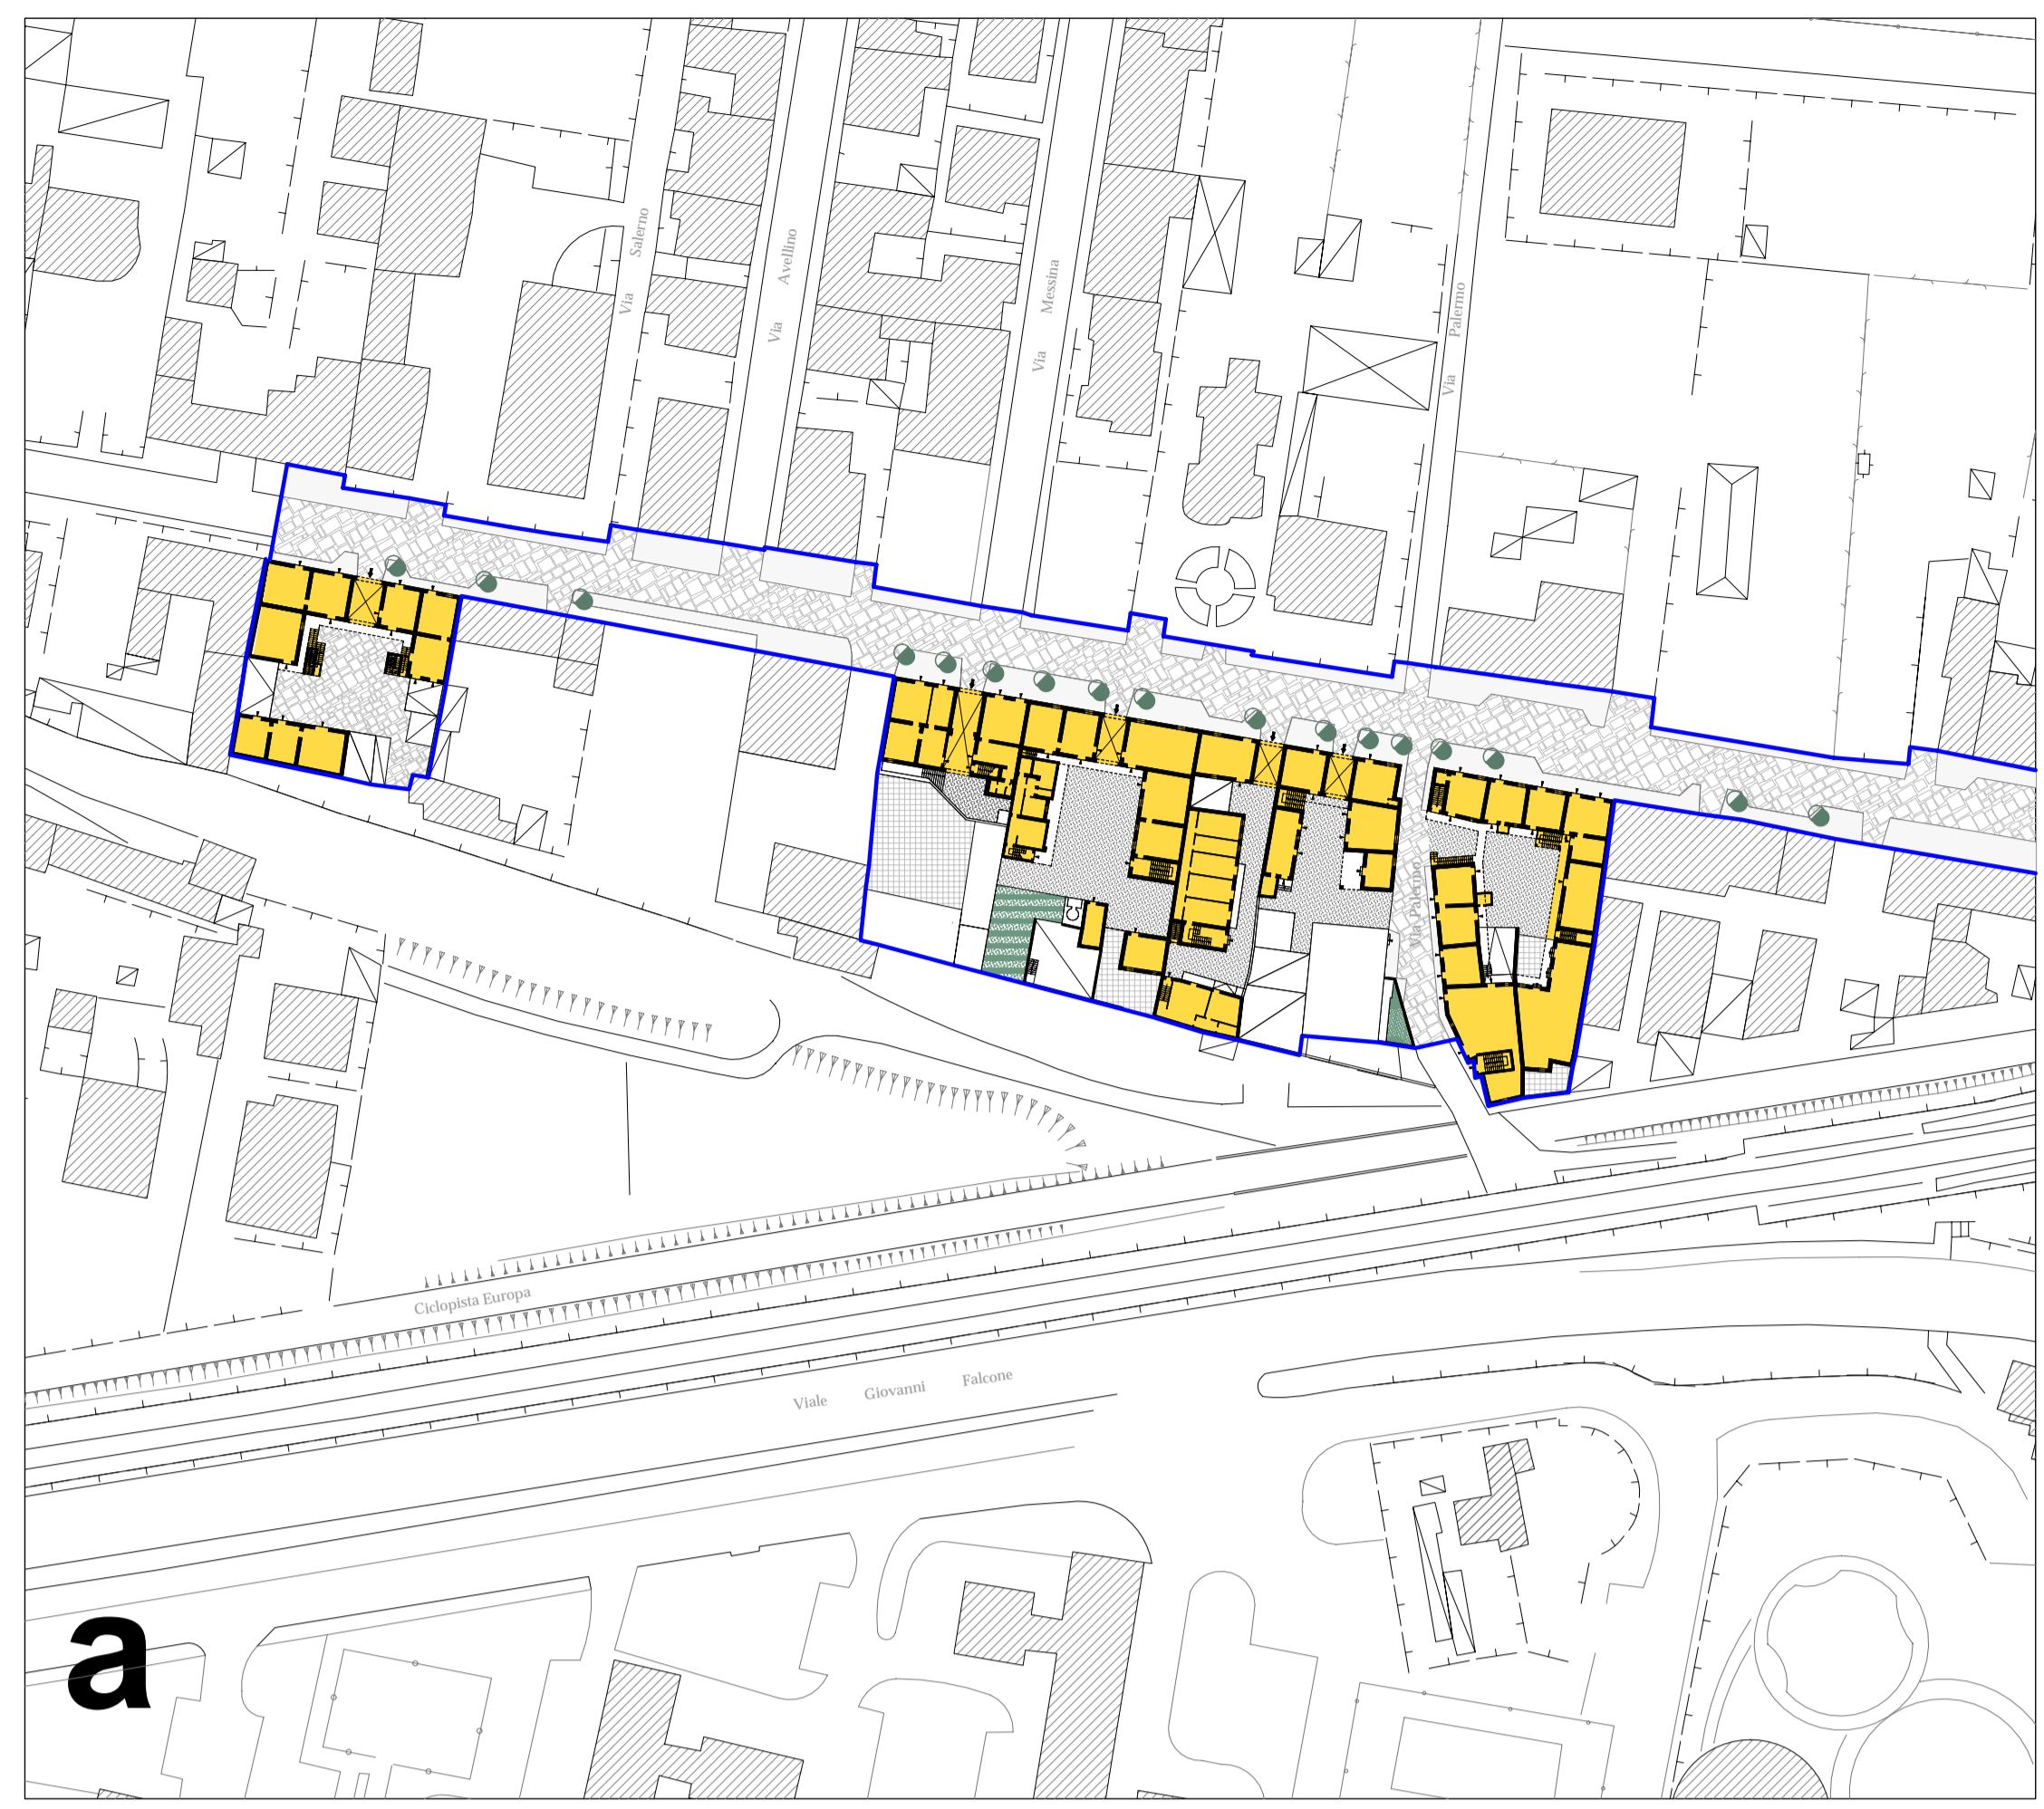 Via Salerno
Via Avellino
Via Messina
Via Palermo
Via Palermo
Ciclopista Europa
Viale Giovanni Falcone
a